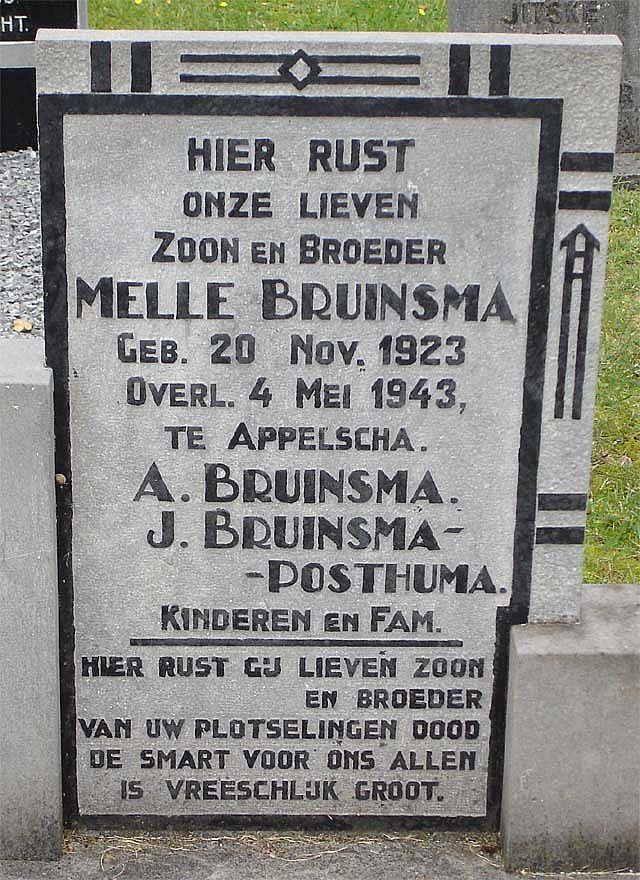 HT.
JITSKE
HIER RUST
ONZE LIEVEN
ZOON EN BROEDER
MELLE BRUINSMA
GEB. 20 NOV. 1923
OVERL. 4 MEI 1943,
TE APPELSCHA.
A. BRUINSMA.
J. BRUINSMA-
-POSTHUMA.
KINDEREN EN FAM.
HIER RUST GIJ LIEVEN ZOON
EN BROEDER
VAN UW PLOTSELINGEN DOOD
DE SMART VOOR ONS ALLEN
IS VREESCHLIJK GROOT.